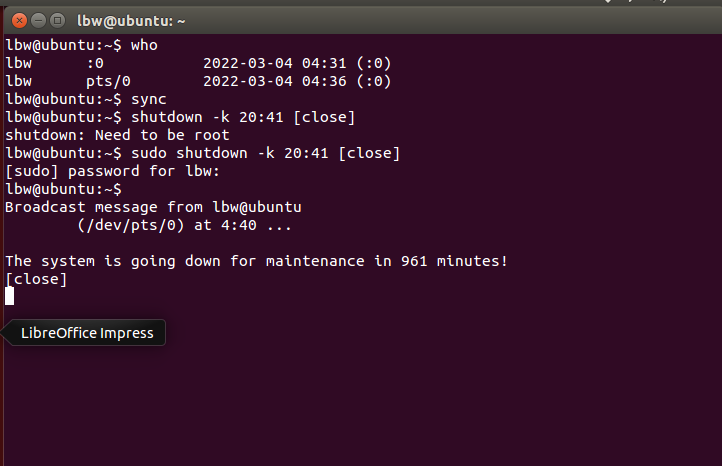 lbw@ubuntu: ~
lbw@ubuntu:~$ who
lbw      :0           2022-03-04 04:31 (:0)
lbw      pts/0        2022-03-04 04:36 (:0)
lbw@ubuntu:~$ sync
lbw@ubuntu:~$ shutdown -k 20:41 [close]
shutdown: Need to be root
lbw@ubuntu:~$ sudo shutdown -k 20:41 [close]
[sudo] password for lbw:
lbw@ubuntu:~$
Broadcast message from lbw@ubuntu
        (/dev/pts/0) at 4:40 ...

The system is going down for maintenance in 961 minutes!
[close]
LibreOffice Impress